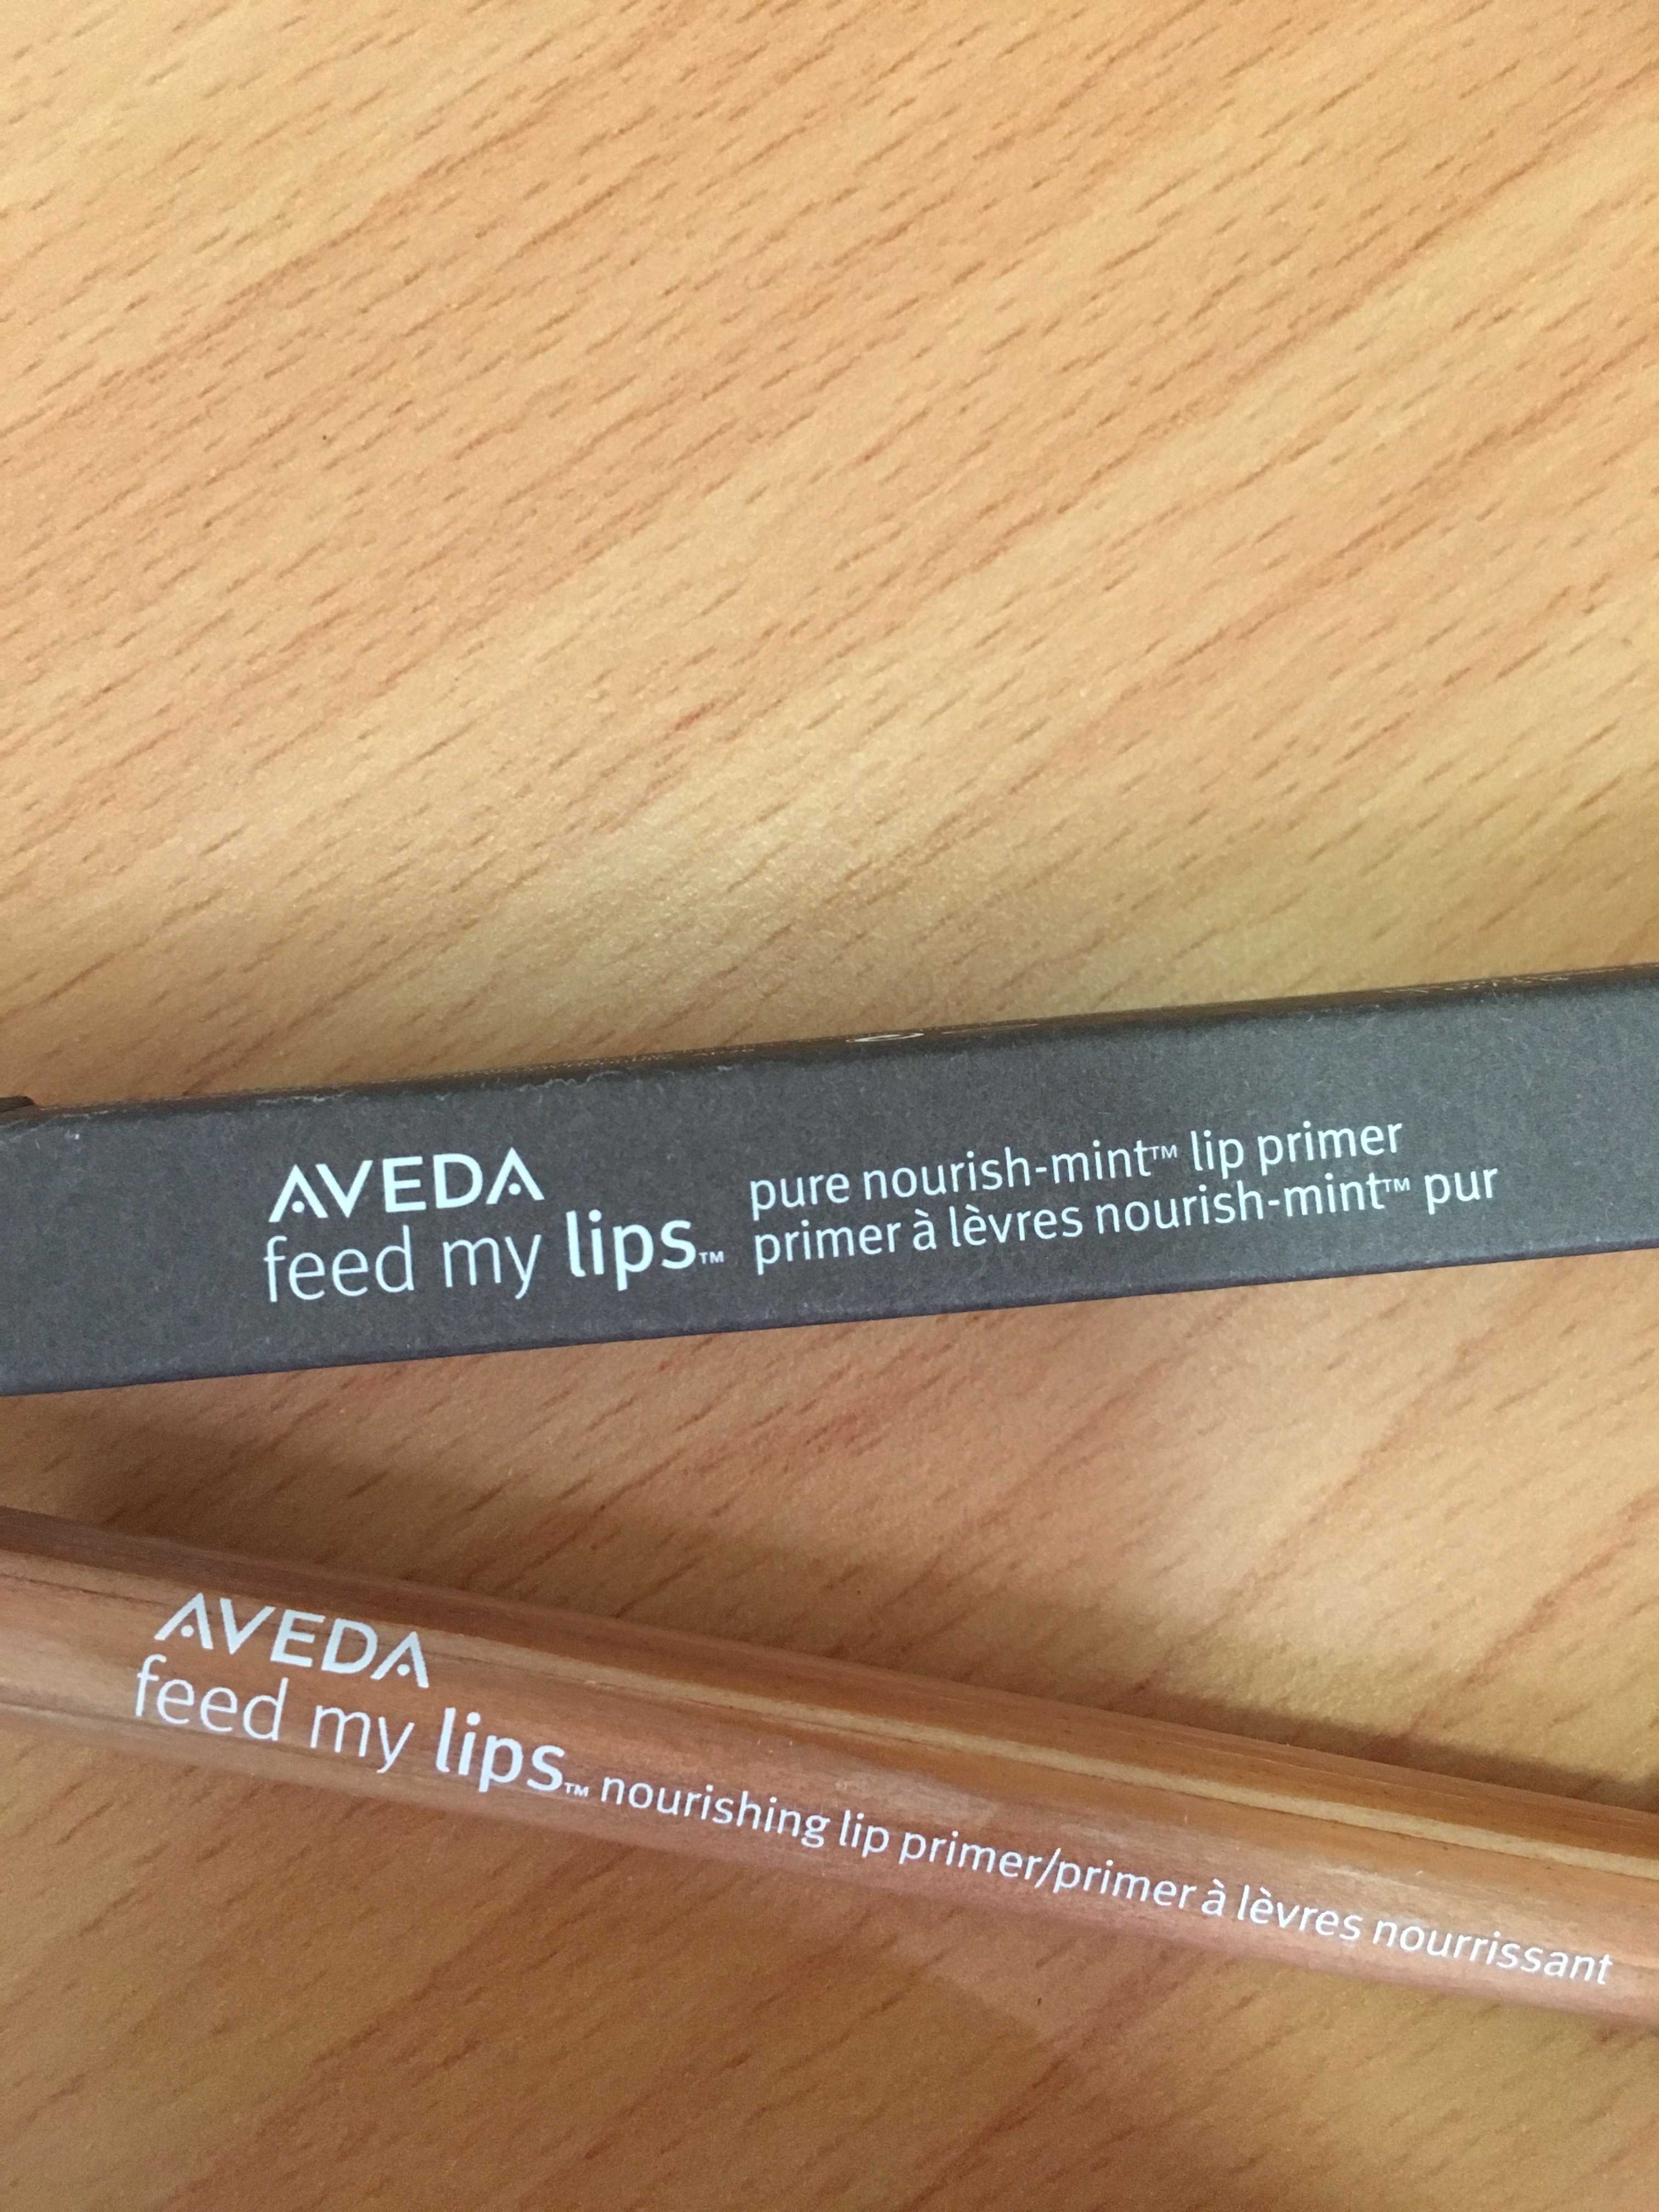 AVEDA
feed my lips™
pure nourish-mint™ lip primer
primer à lèvres nourish-mint™ pur
AVEDA
feed my lips™ nourishing lip primer/primer à lèvres nourrissant